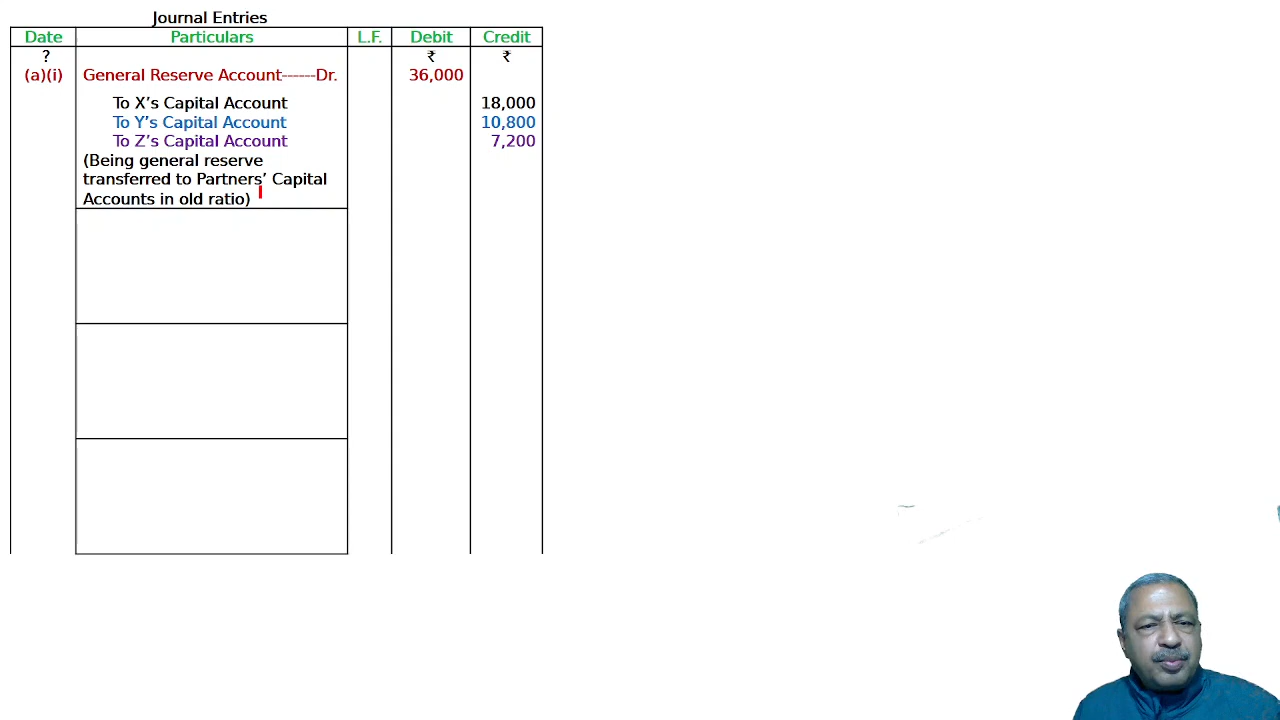 Journal Entries
Date Particulars L.F. Debit Credit
? ₹ ₹
(a)(i) General Reserve Account------Dr. 36,000
To X’s Capital Account 18,000
To Y’s Capital Account 10,800
To Z’s Capital Account 7,200
(Being general reserve
transferred to Partners’ Capital
Accounts in old ratio)